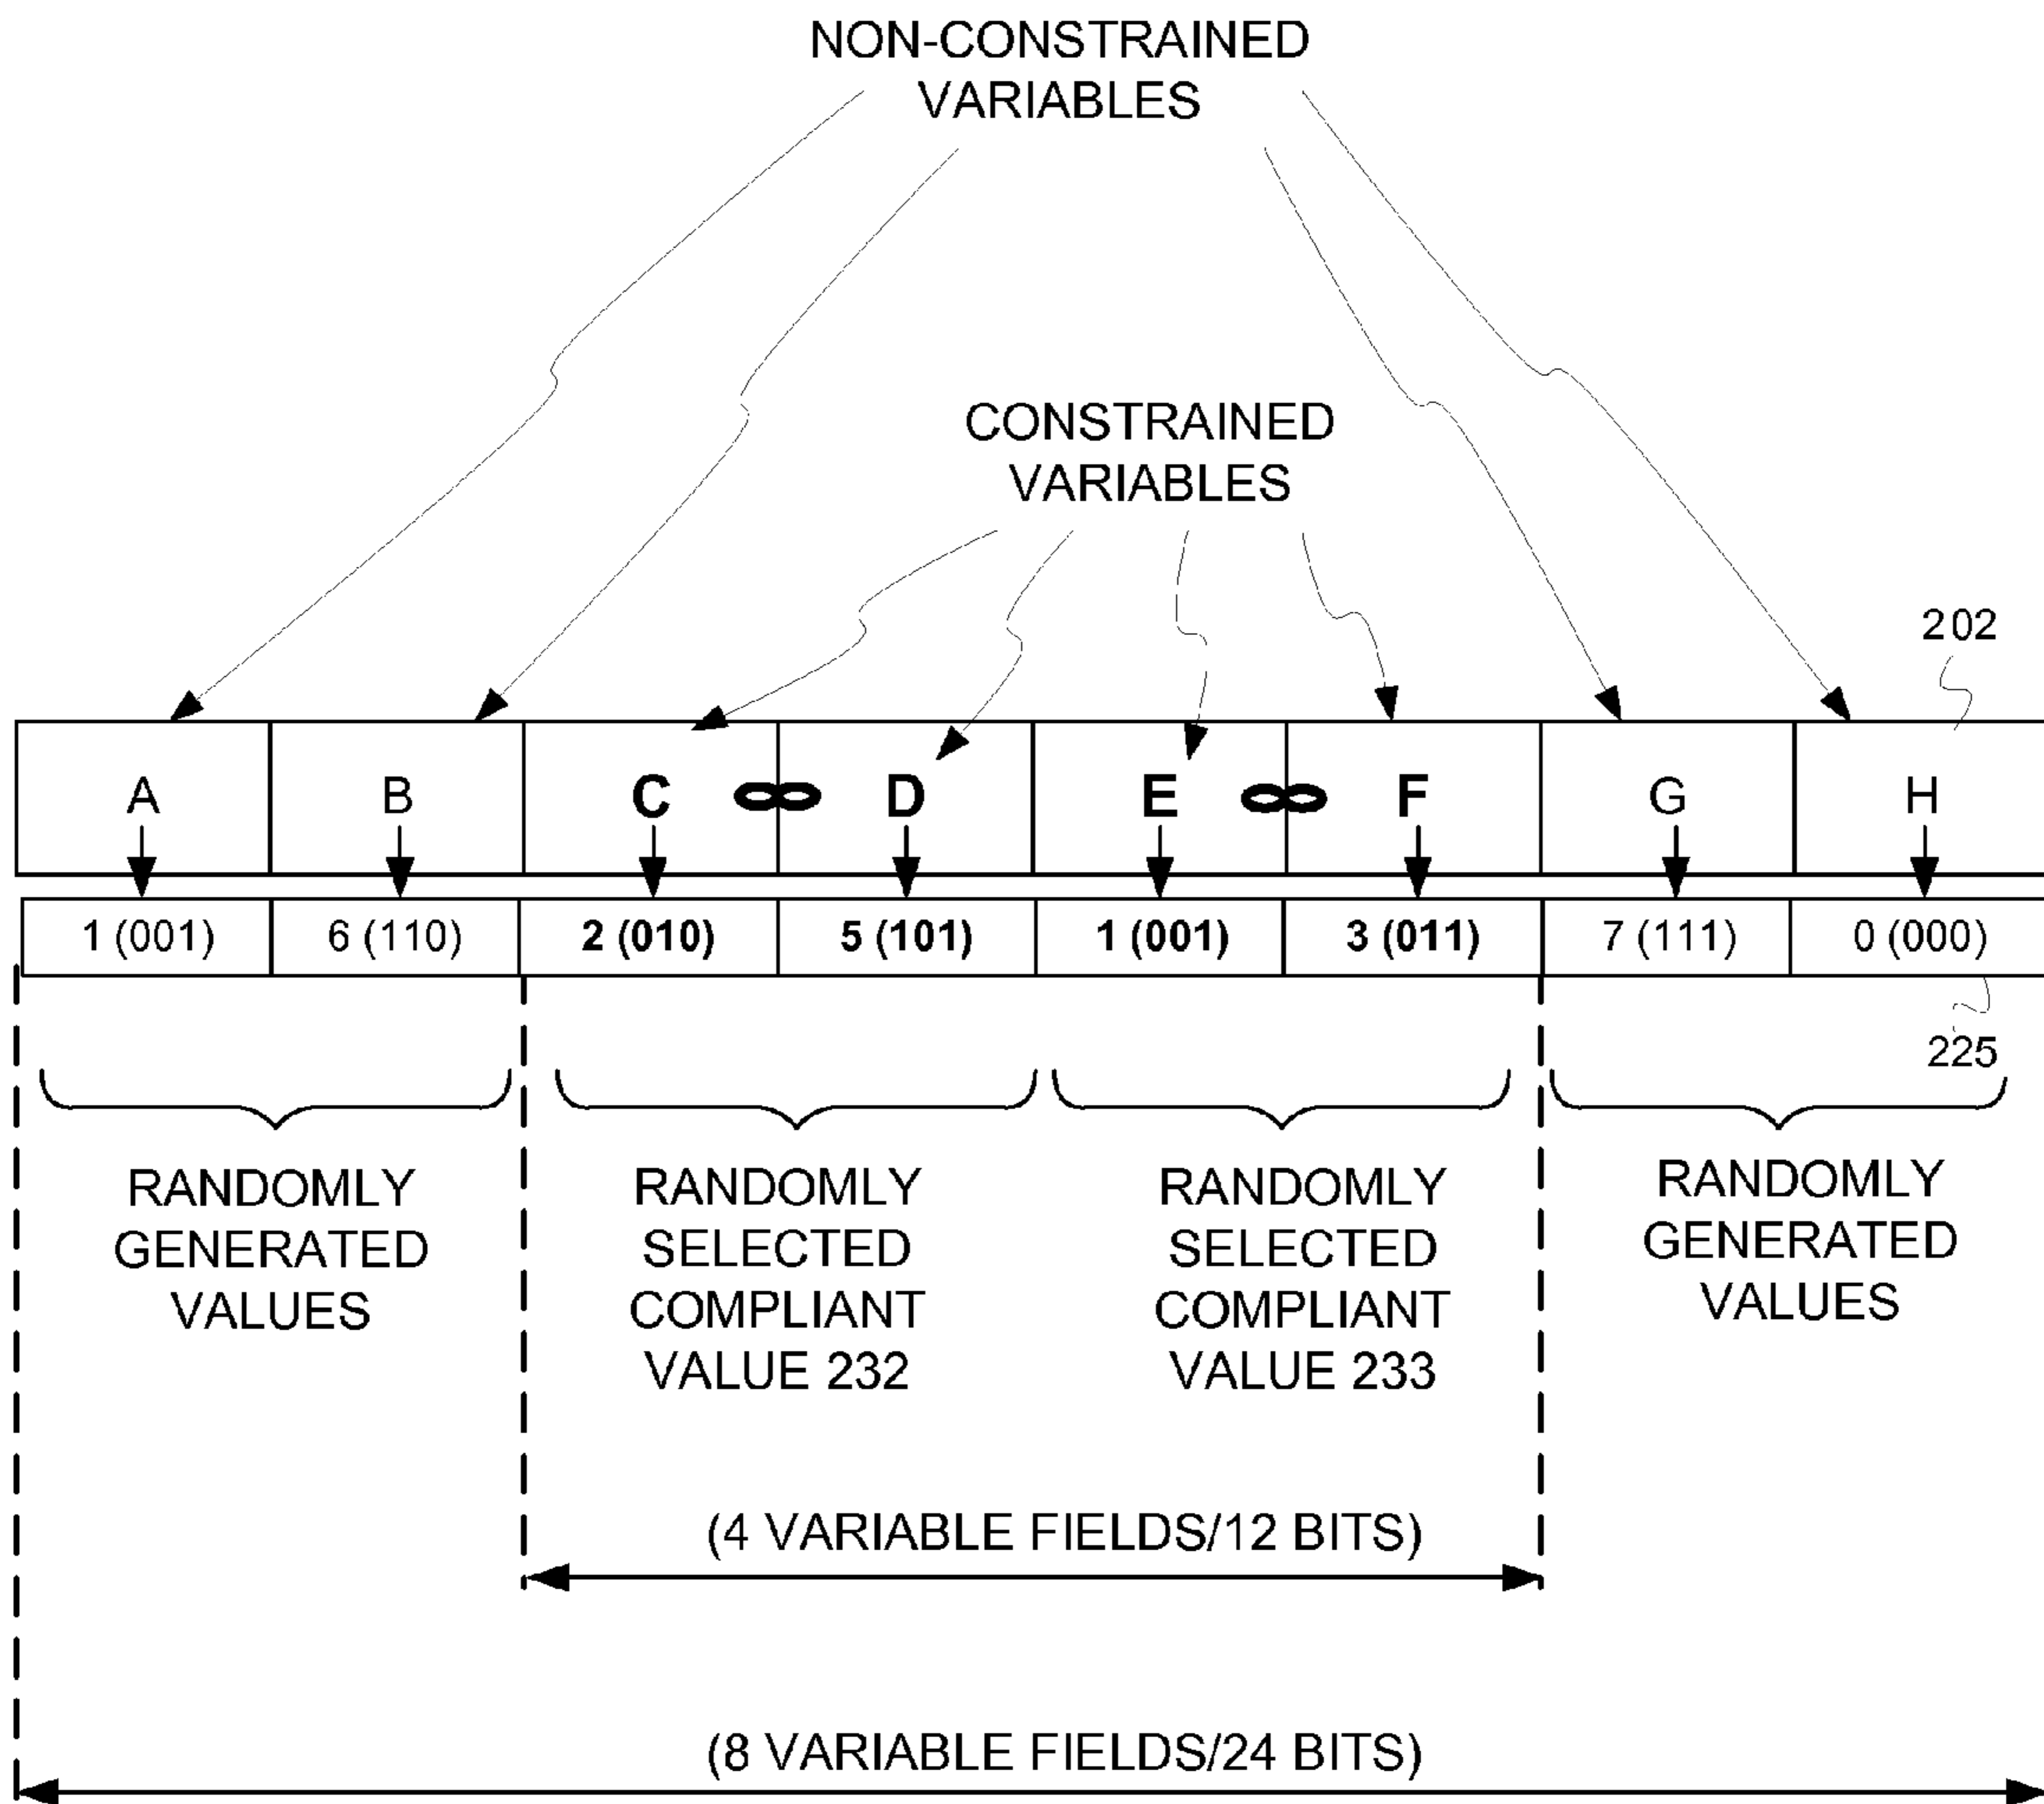 NON-CONSTRAINED
VARIABLES
CONSTRAINED
VARIABLES
202
A B C D E F G H
1 (001) 6 (110) 2 (010) 5 (101) 1 (001) 3 (011) 7 (111) 0 (000)
225
RANDOMLY
GENERATED
VALUES
RANDOMLY
SELECTED
COMPLIANT
VALUE 232
RANDOMLY
SELECTED
COMPLIANT
VALUE 233
RANDOMLY
GENERATED
VALUES
(4 VARIABLE FIELDS/12 BITS)
(8 VARIABLE FIELDS/24 BITS)